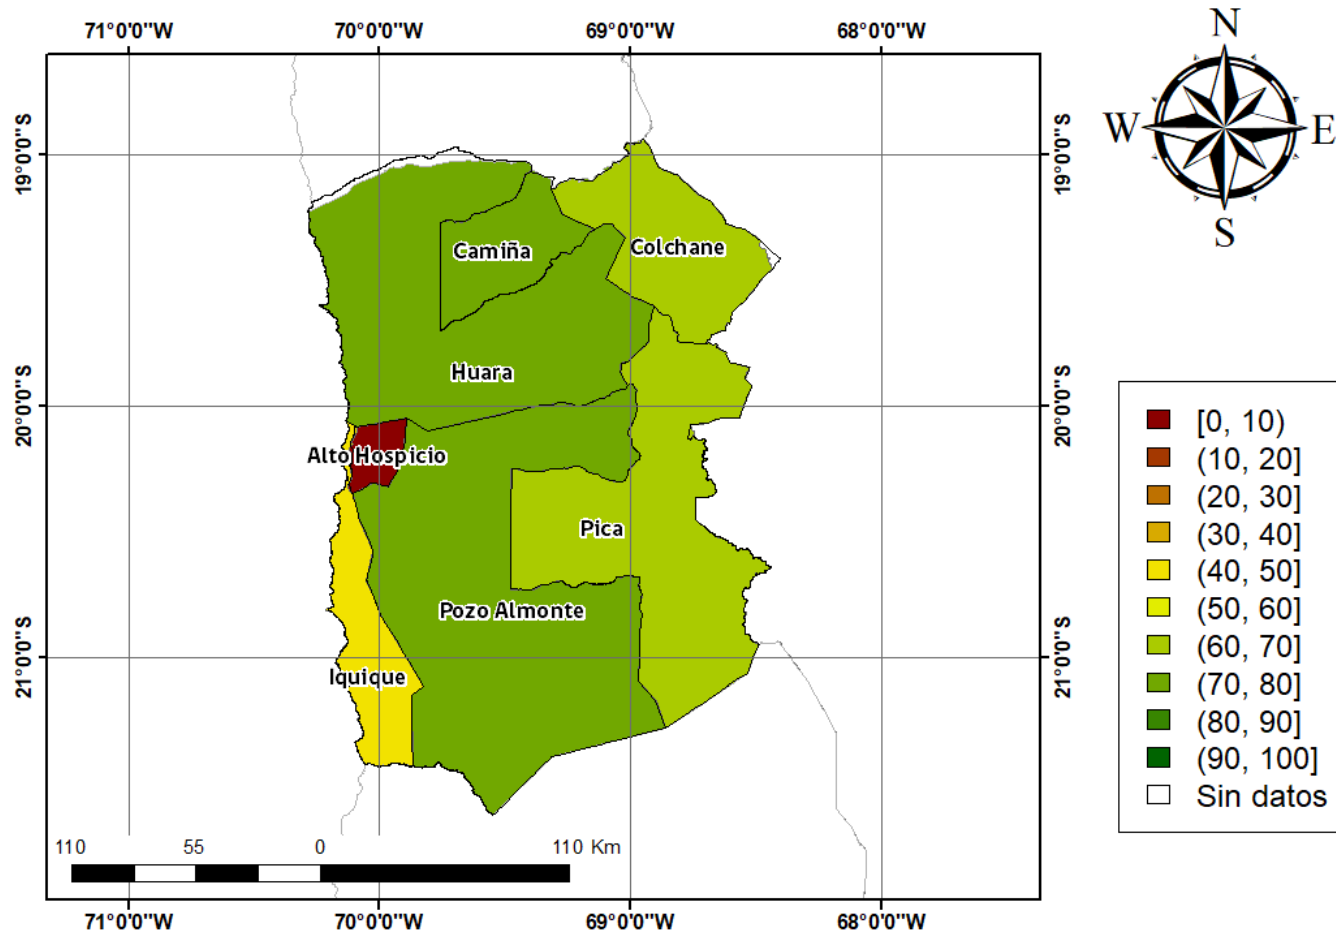 71°0'0"W 70°0'0"W 69°0'0"W 68°0'0"W
N
W E
S
19°0'0"S 19°0'0"S
Camiña Colchane
Huara
20°0'0"S 20°0'0"S
Alto Hospicio
Pica
Pozo Almonte
21°0'0"S 21°0'0"S
Iquique
110 55 0 110 Km
71°0'0"W 70°0'0"W 69°0'0"W 68°0'0"W
[0, 10)
(10, 20]
(20, 30]
(30, 40]
(40, 50]
(50, 60]
(60, 70]
(70, 80]
(80, 90]
(90, 100]
Sin datos